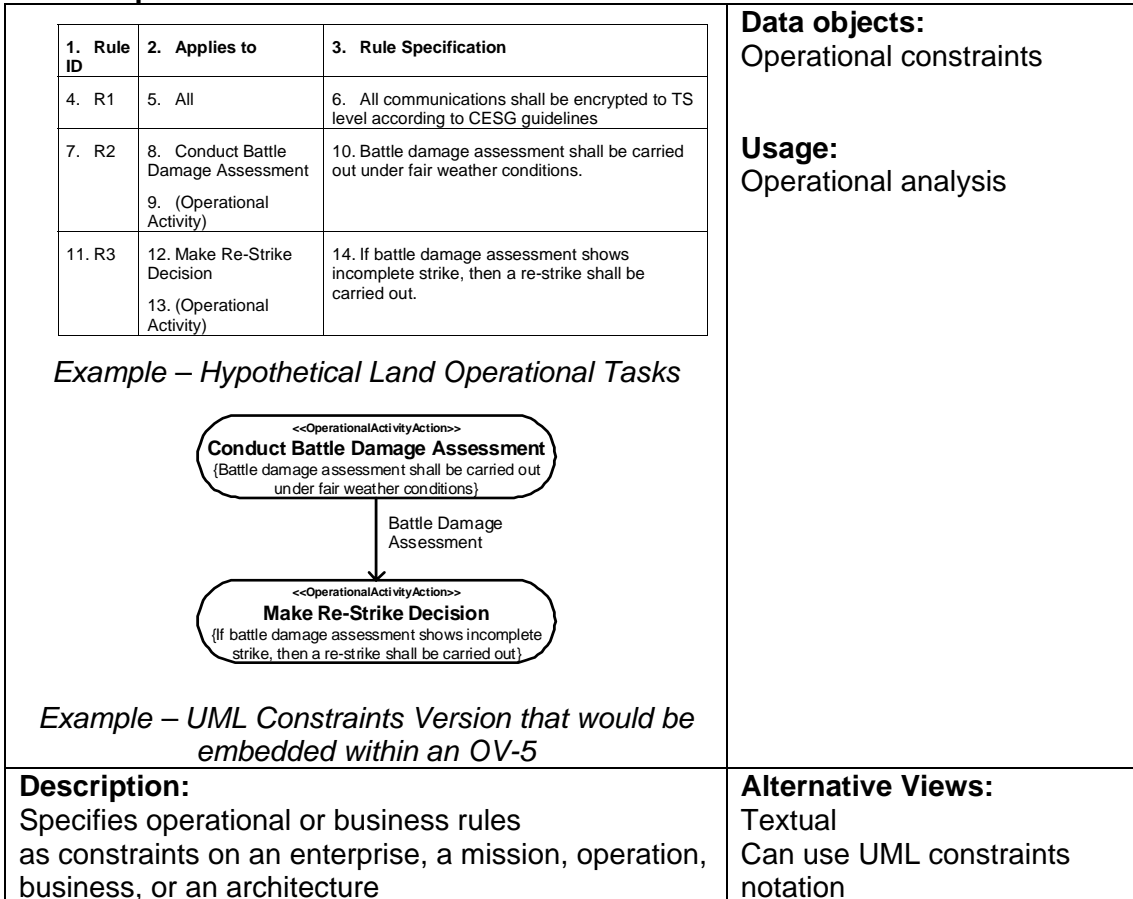 1. Rule ID
2. Applies to
3. Rule Specification
4. R1
5. All
6. All communications shall be encrypted to TS
level according to CESG guidelines
7. R2
8. Conduct Battle
Damage Assessment
9. (Operational
Activity)
10. Battle damage assessment shall be carried
out under fair weather conditions.
11. R3
12. Make Re-Strike
Decision
13. (Operational
Activity)
14. If battle damage assessment shows
incomplete strike, then a re-strike shall be
carried out.
Example – Hypothetical Land Operational Tasks
<<OperationalActivityAction>>
Conduct Battle Damage Assessment
{Battle damage assessment shall be carried out
under fair weather conditions}
Battle Damage
Assessment
<<OperationalActivityAction>>
Make Re-Strike Decision
{If battle damage assessment shows incomplete
strike, then a re-strike shall be carried out}
Example – UML Constraints Version that would be
embedded within an OV-5
Data objects:
Operational constraints
Usage:
Operational analysis
Description:
Specifies operational or business rules
as constraints on an enterprise, a mission, operation,
business, or an architecture
Alternative Views:
Textual
Can use UML constraints
notation